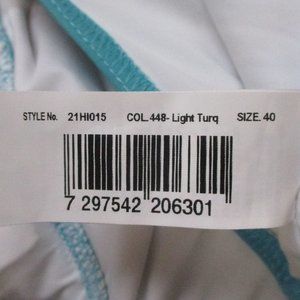 STYLE No. 21HI015 COL.448- Light Turq SIZE. 40
7 297542 206301